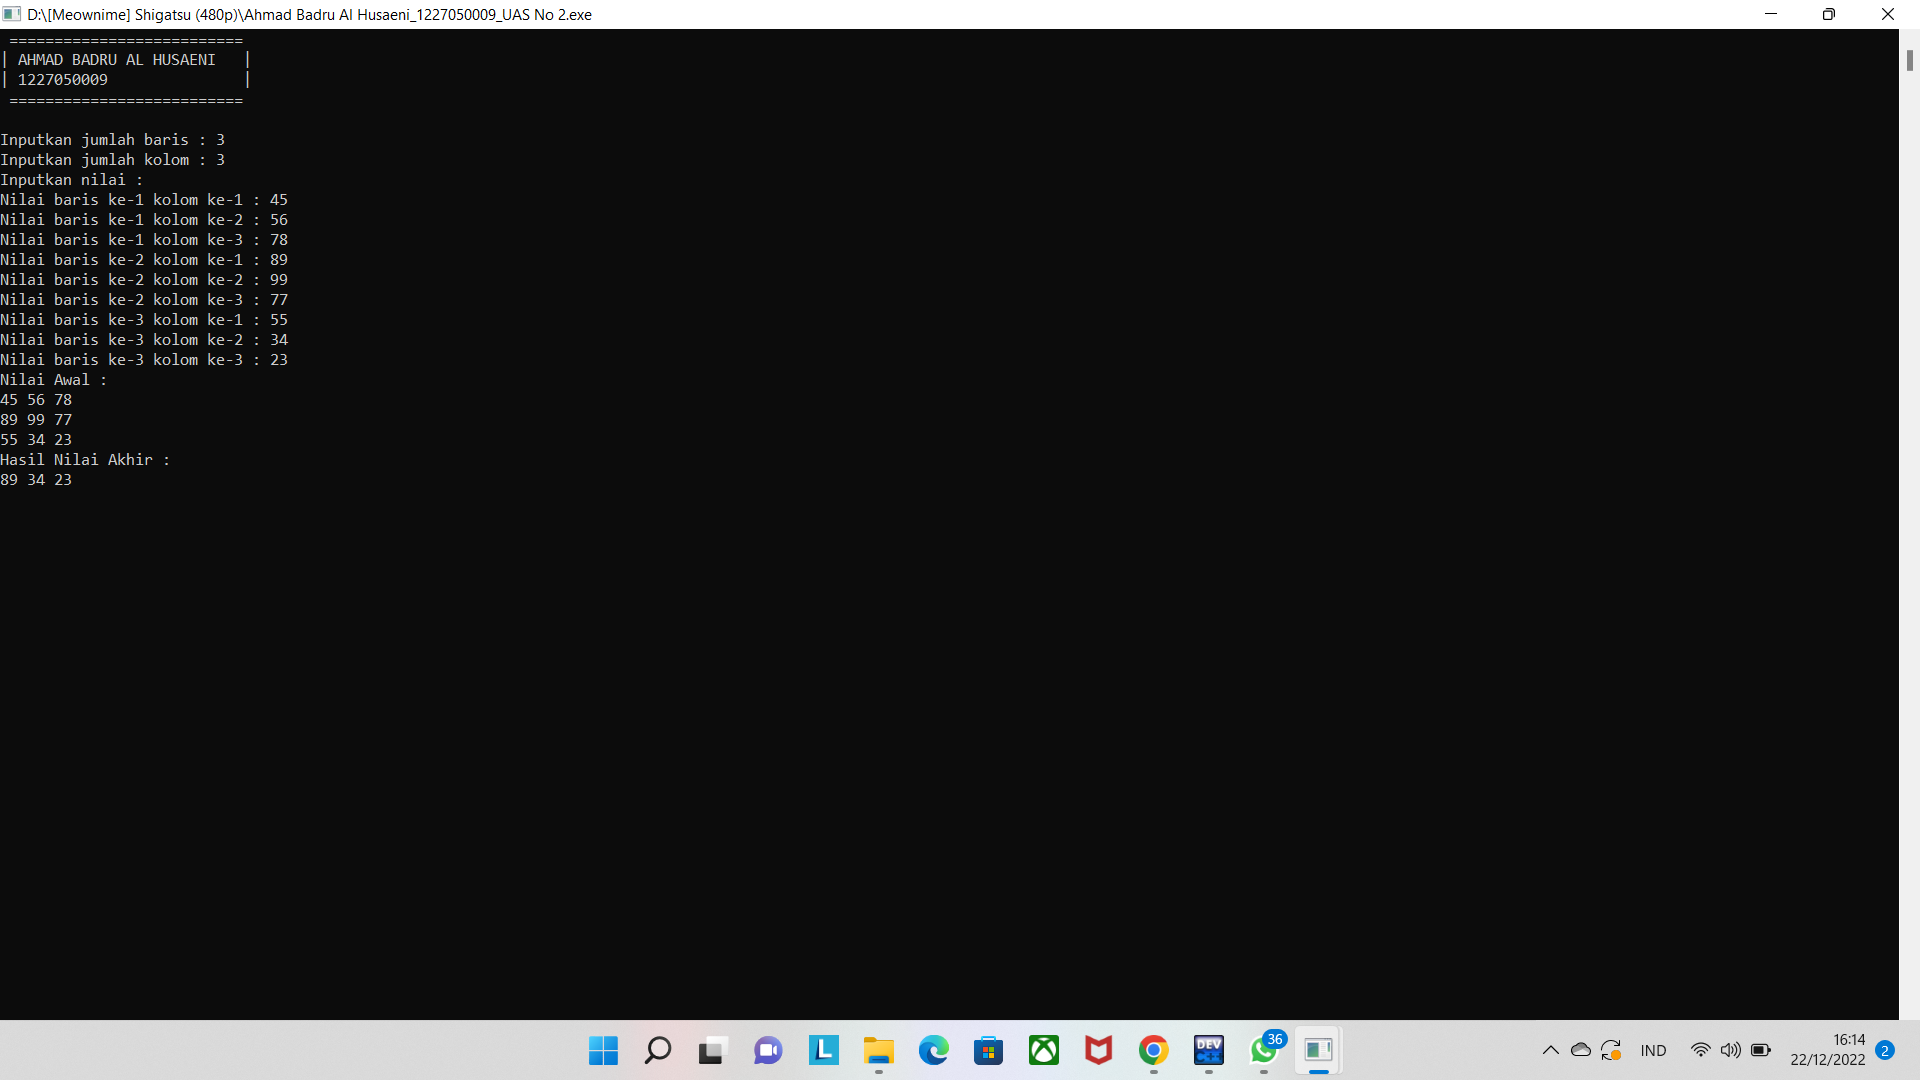 D:\[Meownime] Shigatsu (480p)\Ahmad Badru Al Husaeni_1227050009_UAS No 2.exe
==========================
| AHMAD BADRU AL HUSAENI   |
| 1227050009               |
==========================
Inputkan jumlah baris : 3
Inputkan jumlah kolom : 3
Inputkan nilai :
Nilai baris ke-1 kolom ke-1 : 45
Nilai baris ke-1 kolom ke-2 : 56
Nilai baris ke-1 kolom ke-3 : 78
Nilai baris ke-2 kolom ke-1 : 89
Nilai baris ke-2 kolom ke-2 : 99
Nilai baris ke-2 kolom ke-3 : 77
Nilai baris ke-3 kolom ke-1 : 55
Nilai baris ke-3 kolom ke-2 : 34
Nilai baris ke-3 kolom ke-3 : 23
Nilai Awal :
45 56 78
89 99 77
55 34 23
Hasil Nilai Akhir :
89 34 23
L
DEV
C++
36
IND
16:14
22/12/2022
2